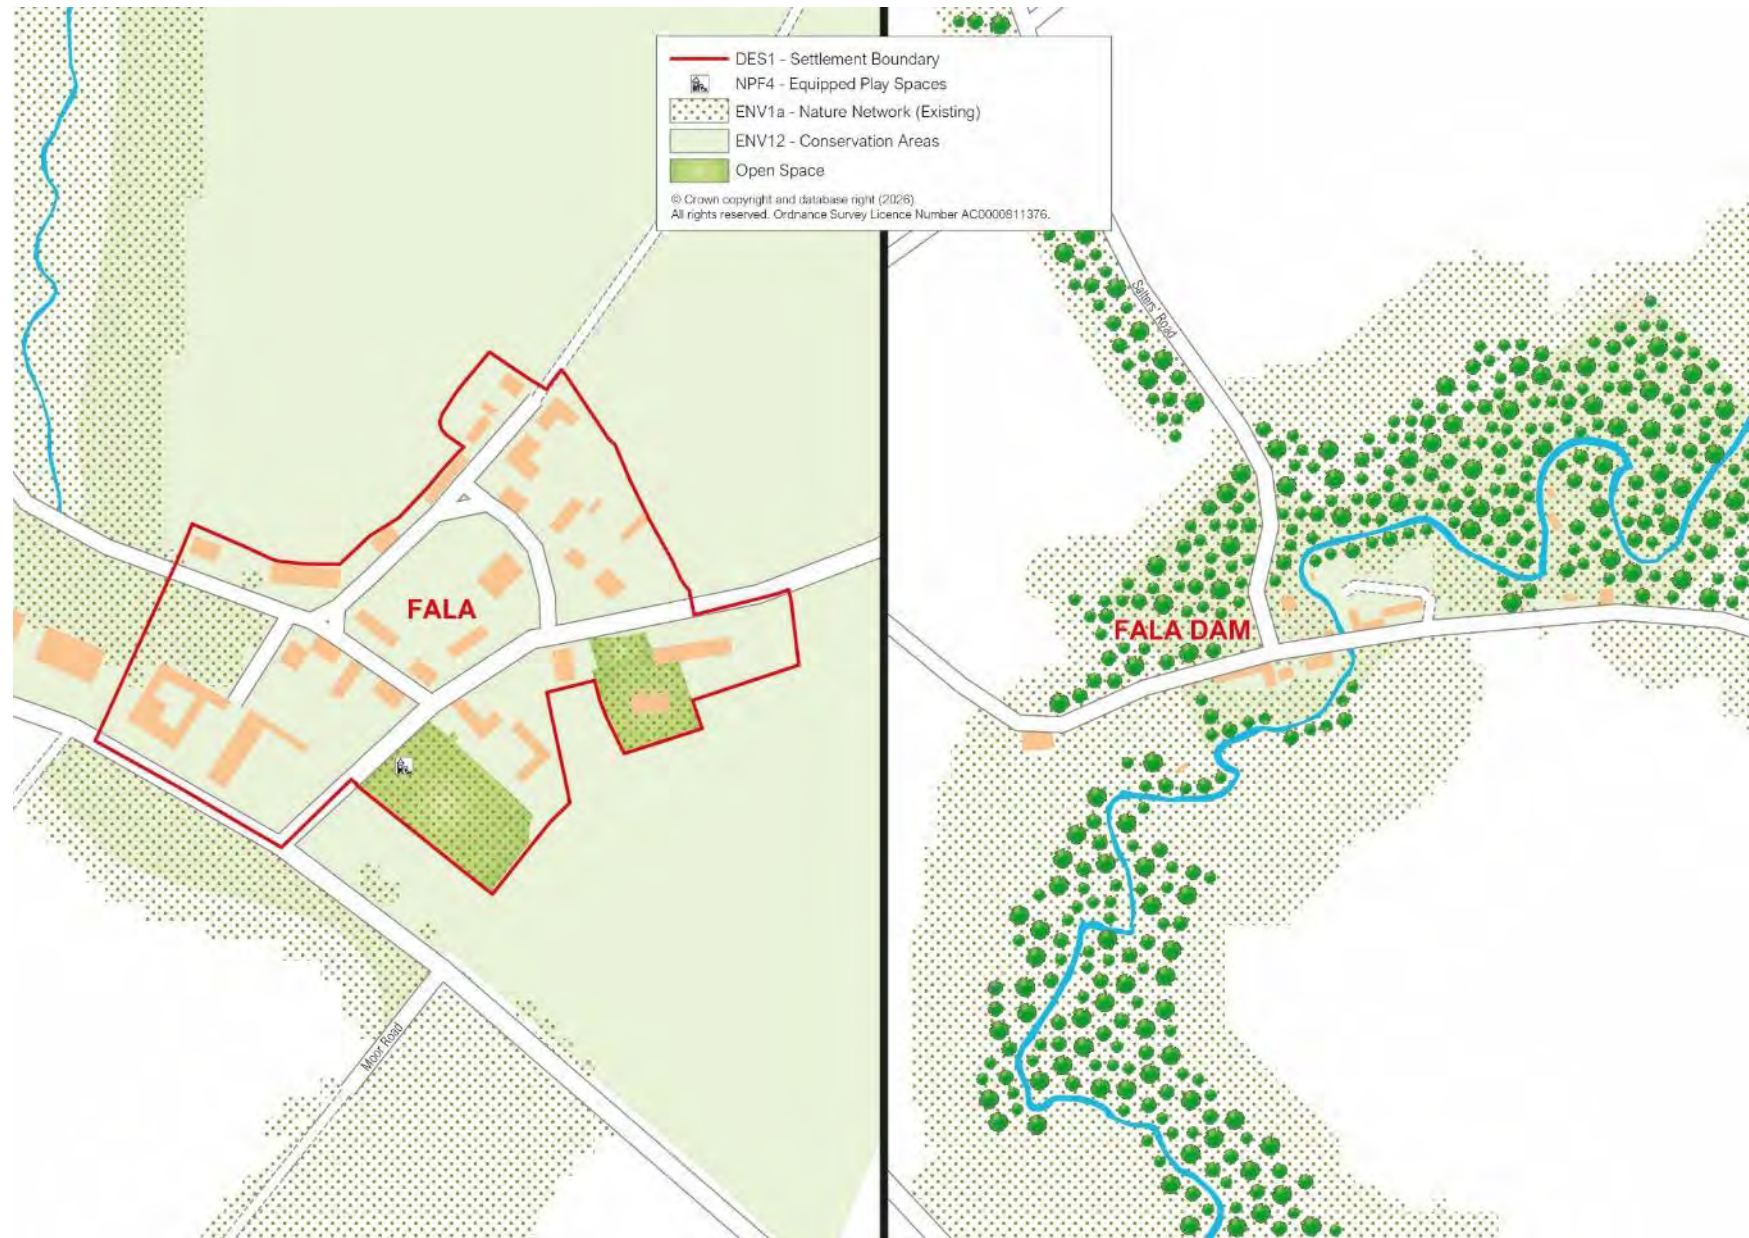 DES1 - Settlement Boundary
NPF4 - Equipped Play Spaces
ENV1a - Nature Network (Existing)
ENV12 - Conservation Areas
Open Space
© Crown copyright and database right (2026)
All rights reserved. Ordnance Survey Licence Number AC0000811376.
Salters' Road
FALA
FALA DAM
Moor Road